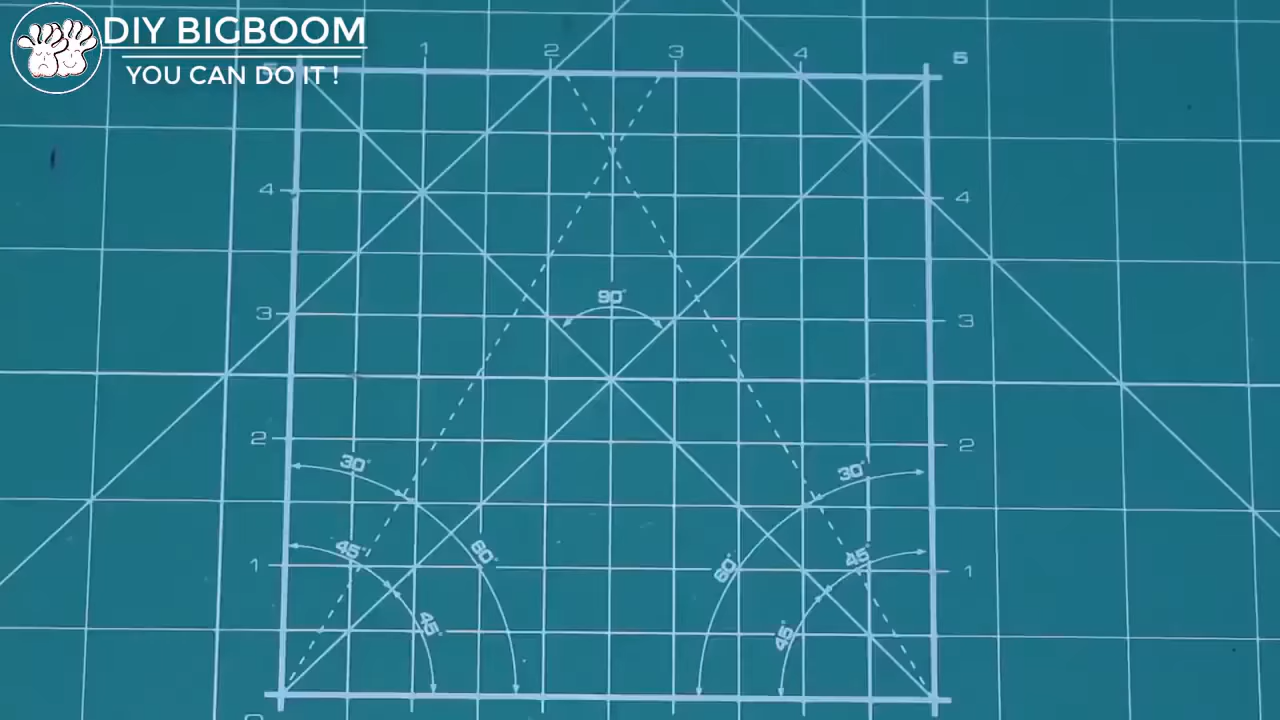 DIY BIGBOOM
YOU CAN DO IT !
1 2 3 4 5
4 4
90°
3 3
2 2
30° 30°
45° 60° 60° 45°
1 1
45° 45°